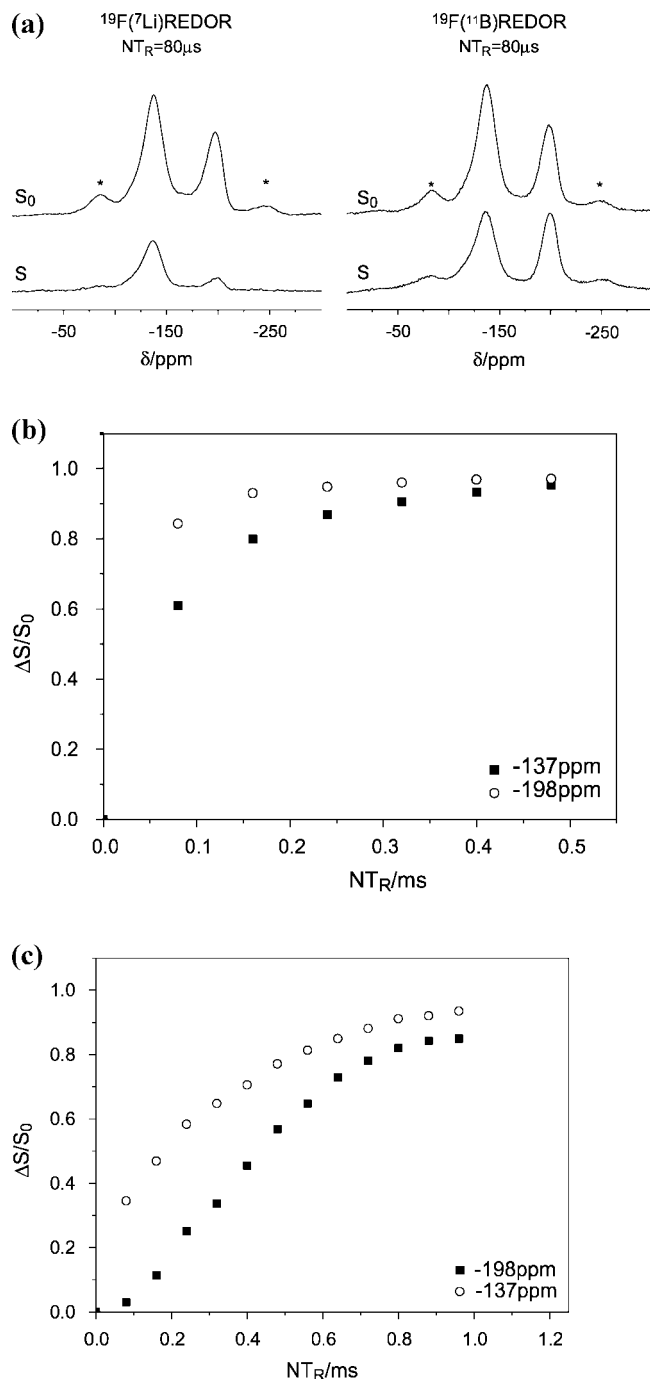 (a)
¹⁹F(⁷Li)REDOR
NTR=80µs
¹⁹F(¹¹B)REDOR
NTR=80µs
* *
* *
S₀
S₀
S
S
-50 -150 -250
-50 -150 -250
δ/ppm
δ/ppm
(b)
1.0
0.8
0.6
0.4
0.2
0.0
ΔS/S₀
-137ppm
-198ppm
0.0 0.1 0.2 0.3 0.4 0.5
NTR/ms
(c)
1.0
0.8
0.6
0.4
0.2
0.0
ΔS/S₀
-198ppm
-137ppm
0.0 0.2 0.4 0.6 0.8 1.0 1.2
NTR/ms